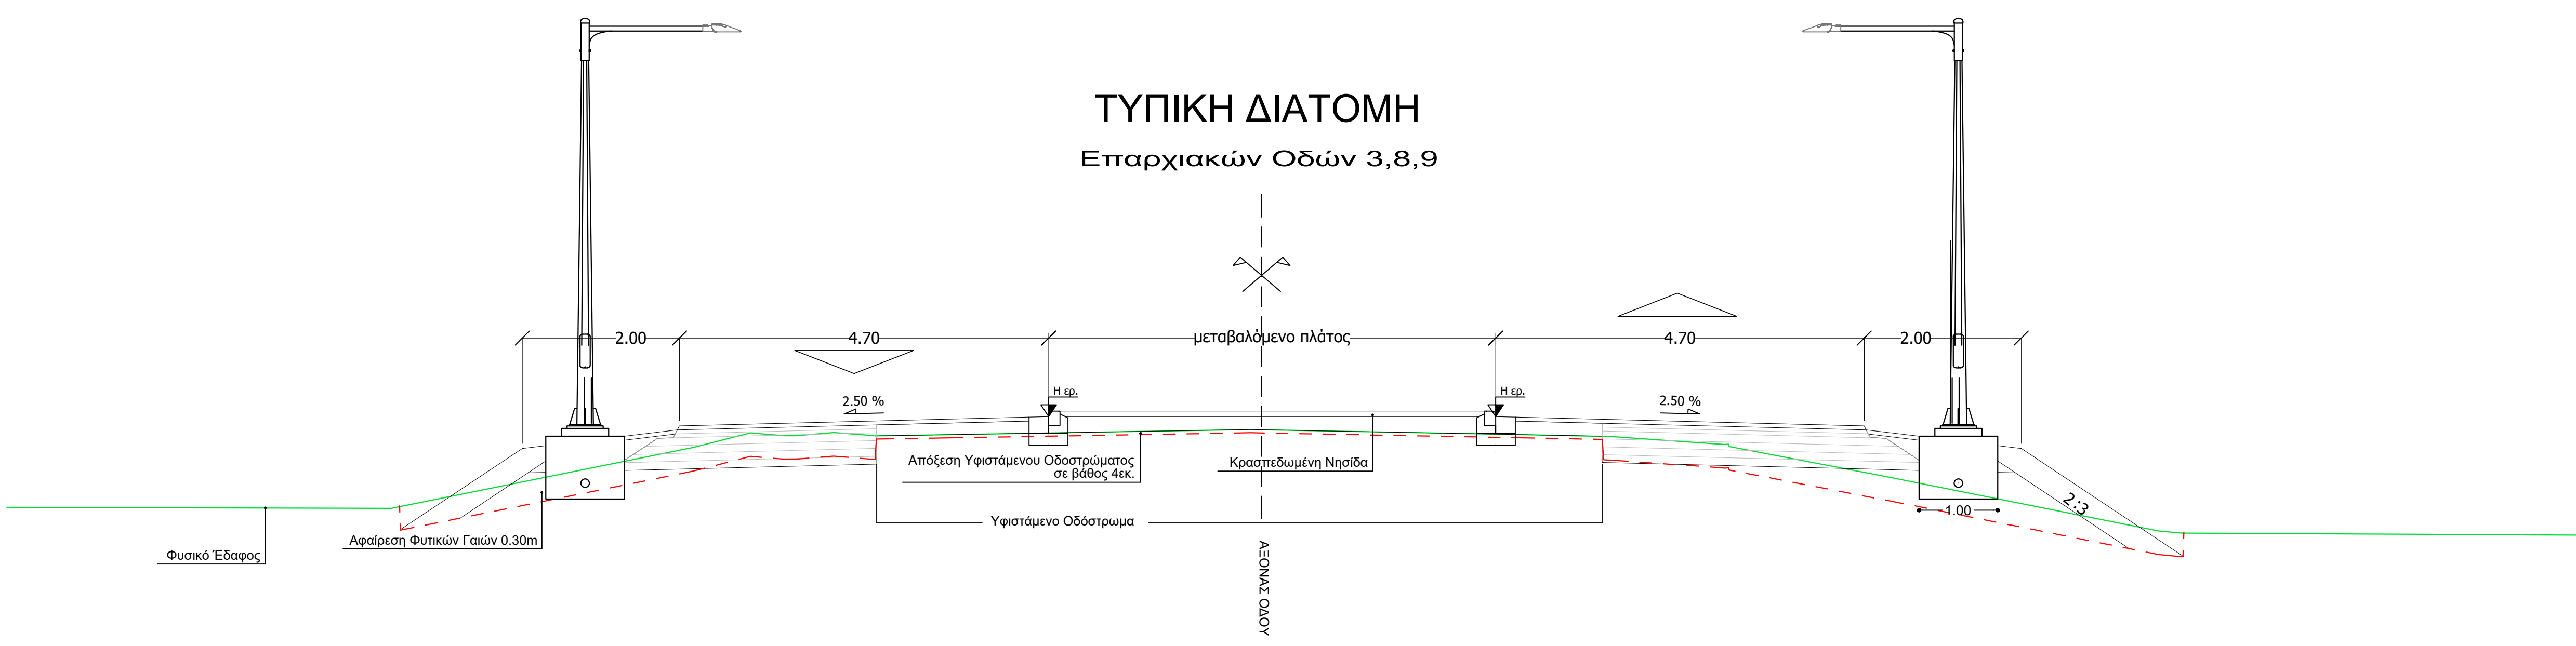 ΤΥΠΙΚΗ ΔΙΑΤΟΜΗ
Επαρχιακών Οδών 3,8,9
2.00
4.70
μεταβαλόμενο πλάτος
4.70
2.00
2.50 %
Η ερ.
Η ερ.
2.50 %
Απόξεση Υφιστάμενου Οδοστρώματος
σε βάθος 4εκ.
Κρασπεδωμένη Νησίδα
2:3
1.00
Υφιστάμενο Οδόστρωμα
Αφαίρεση Φυτικών Γαιών 0.30m
Φυσικό Έδαφος
ΑΞΟΝΑΣ ΟΔΟΥ